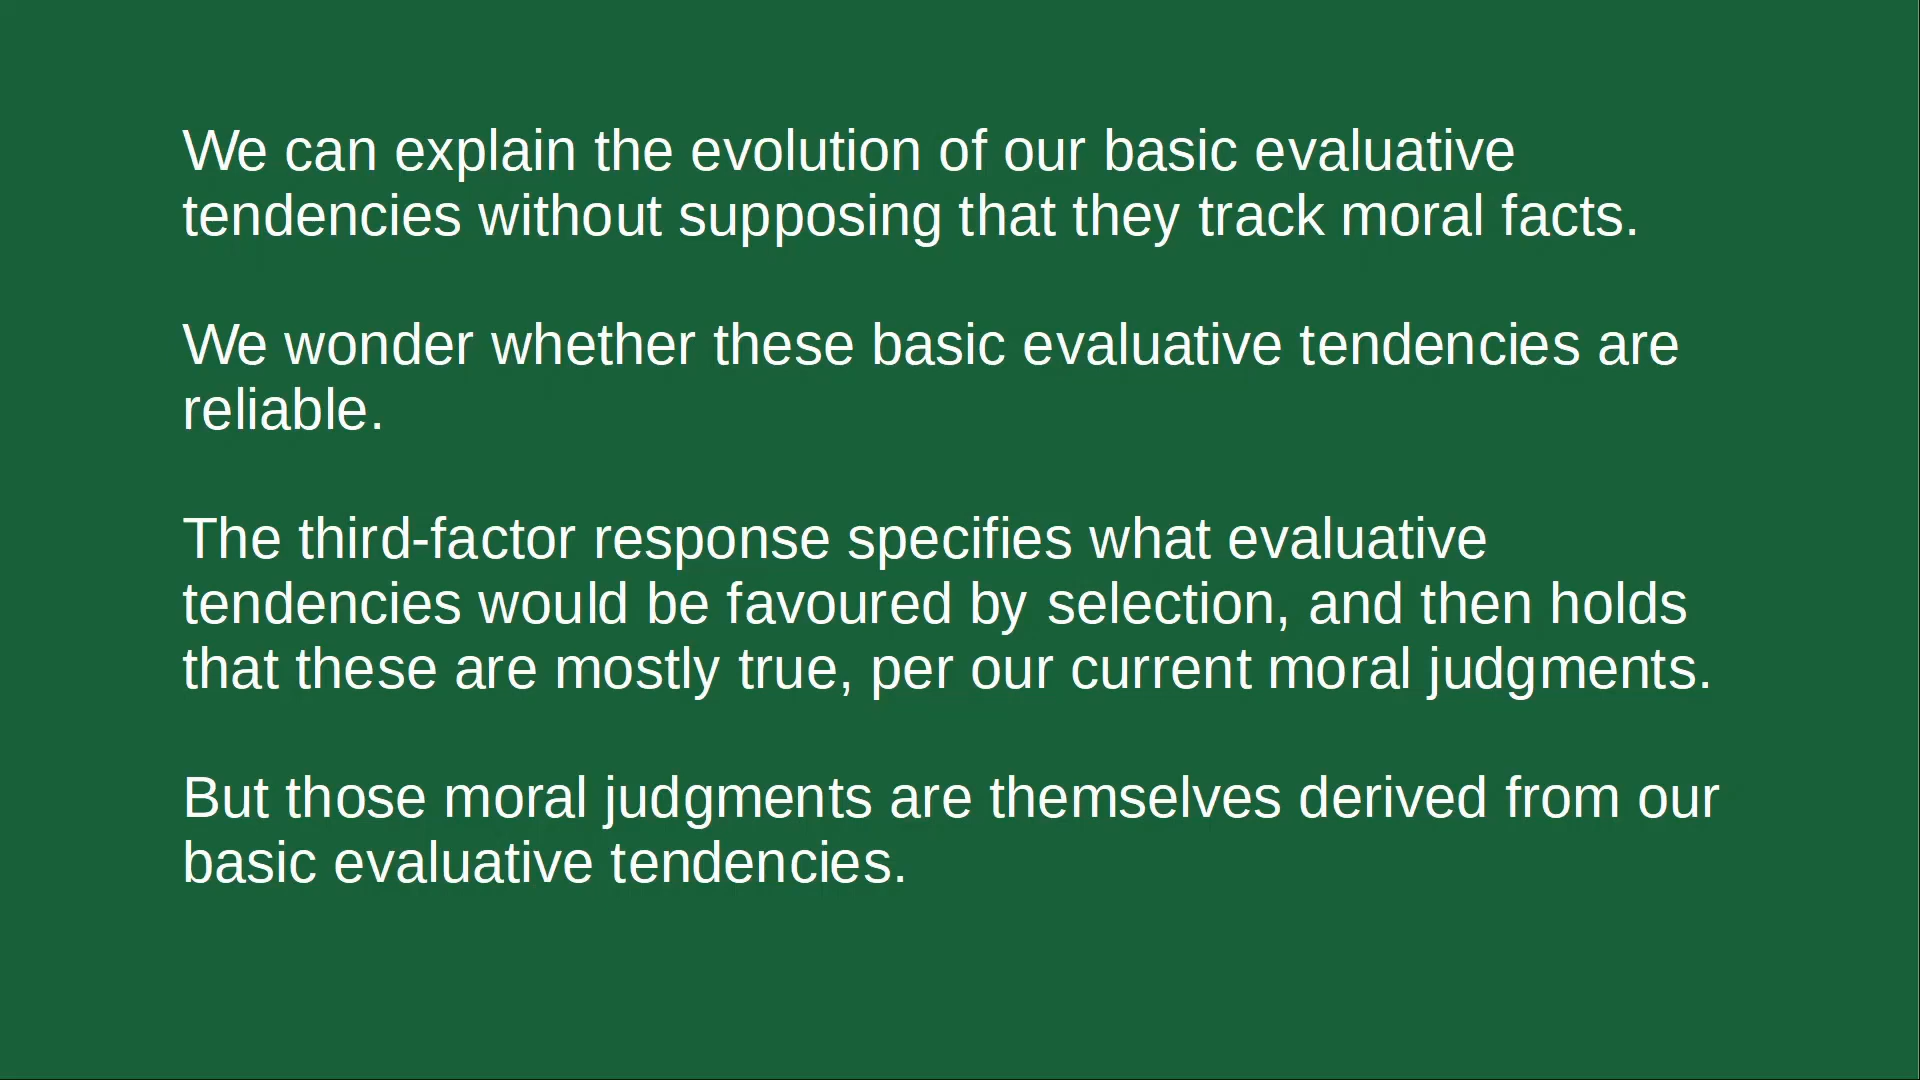 We can explain the evolution of our basic evaluative
tendencies without supposing that they track moral facts.
We wonder whether these basic evaluative tendencies are
reliable.
The third-factor response specifies what evaluative
tendencies would be favoured by selection, and then holds
that these are mostly true, per our current moral judgments.
But those moral judgments are themselves derived from our
basic evaluative tendencies.